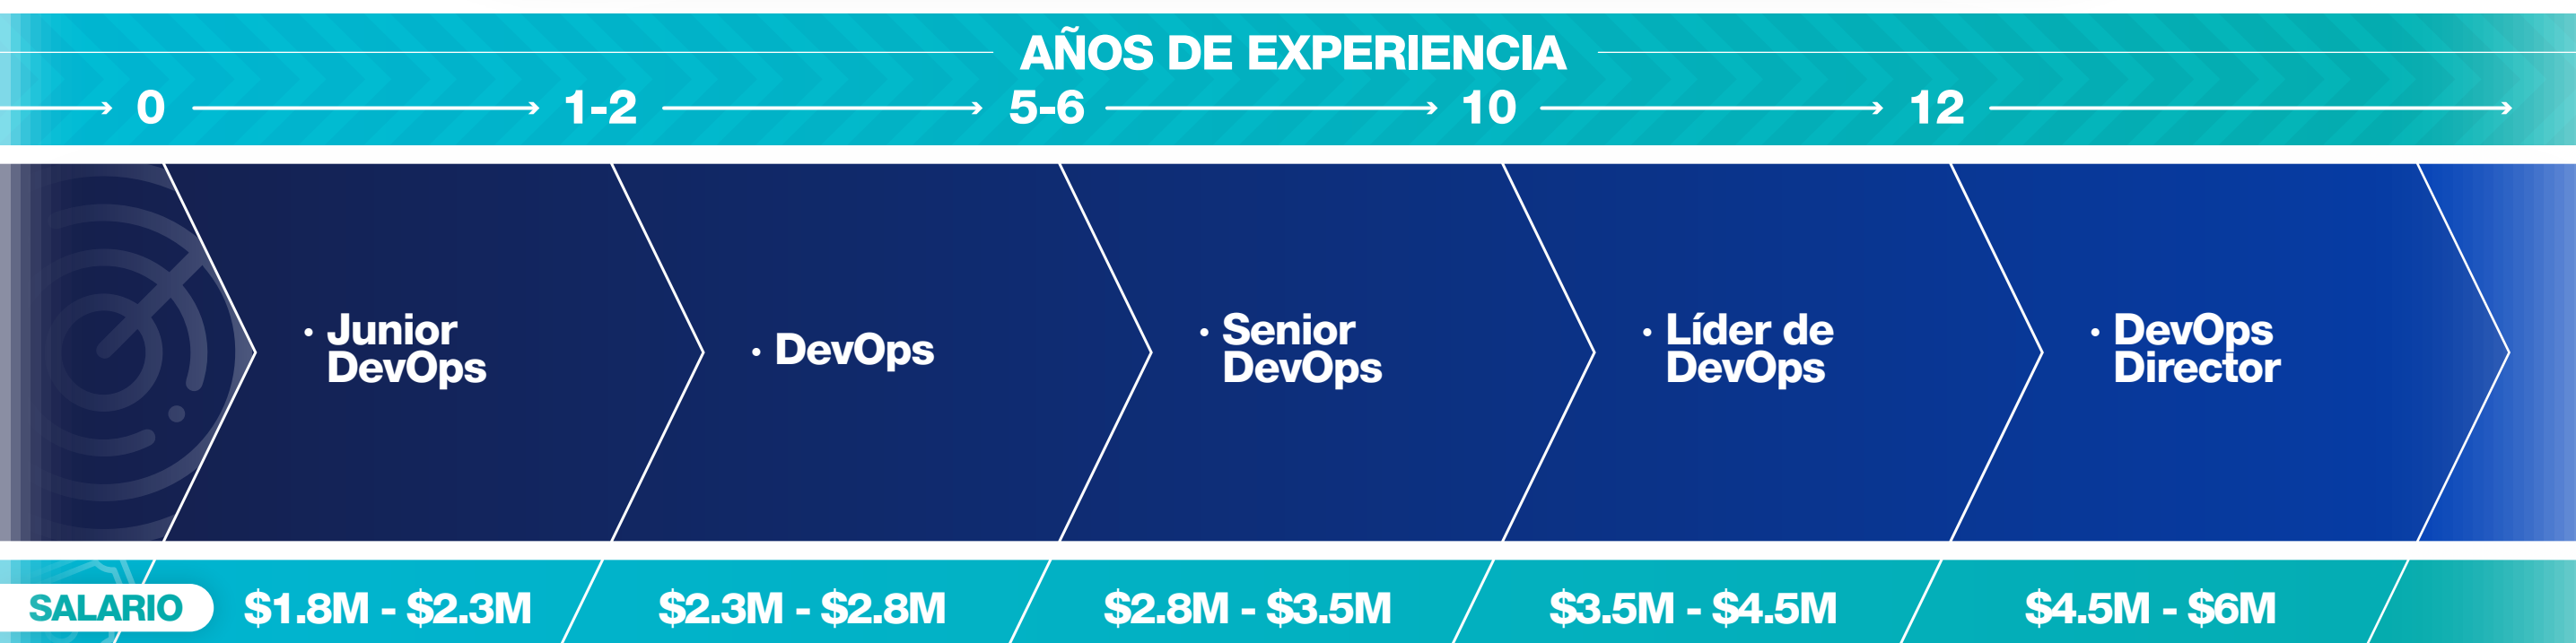 AÑOS DE EXPERIENCIA
0 1-2 5-6 10 12
• Junior
DevOps
• DevOps
• Senior
DevOps
• Líder de
DevOps
• DevOps
Director
SALARIO $1.8M - $2.3M $2.3M - $2.8M $2.8M - $3.5M $3.5M - $4.5M $4.5M - $6M